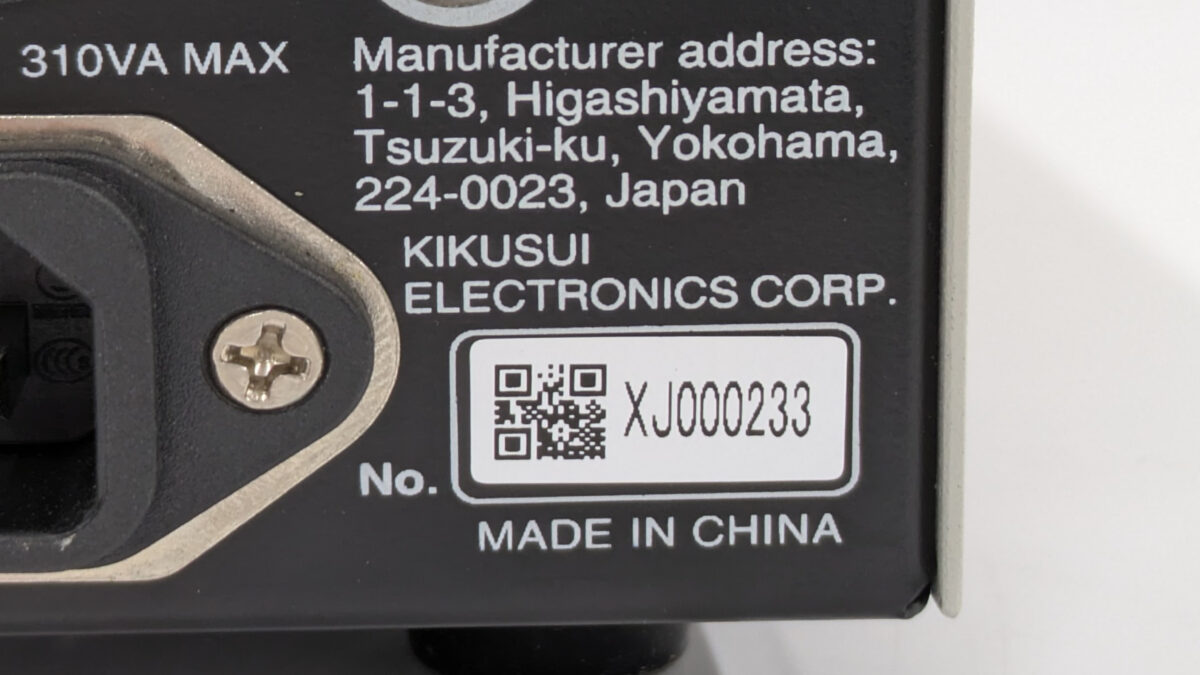 310VA MAX
Manufacturer address:
1-1-3, Higashiyamata,
Tsuzuki-ku, Yokohama,
224-0023, Japan
KIKUSUI
ELECTRONICS CORP.
XJ000233
No.
MADE IN CHINA